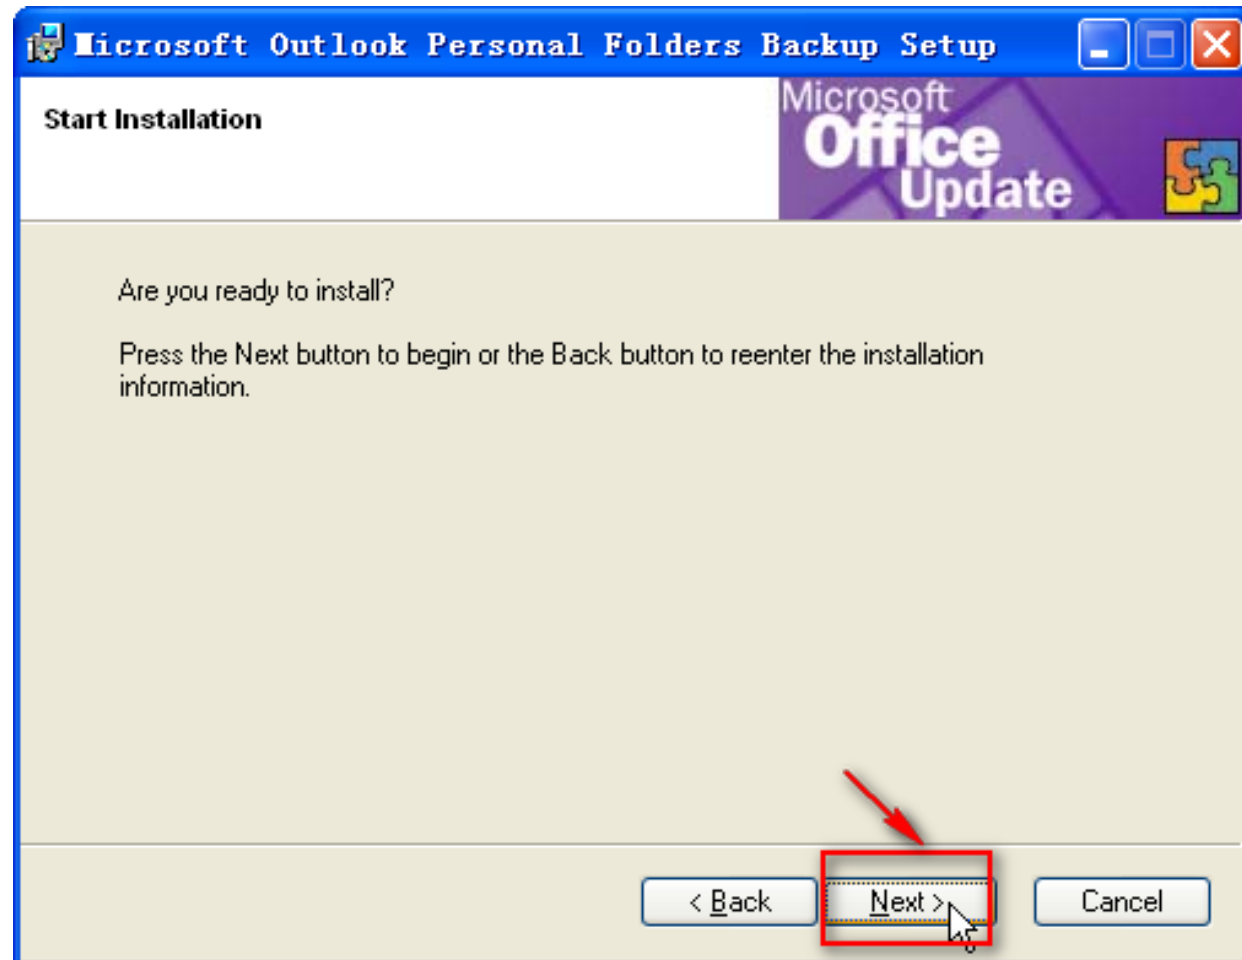 Microsoft Outlook Personal Folders Backup Setup
Start Installation
Microsoft
Office
Update
Are you ready to install?
Press the Next button to begin or the Back button to reenter the installation
information.
< Back
Next >
Cancel